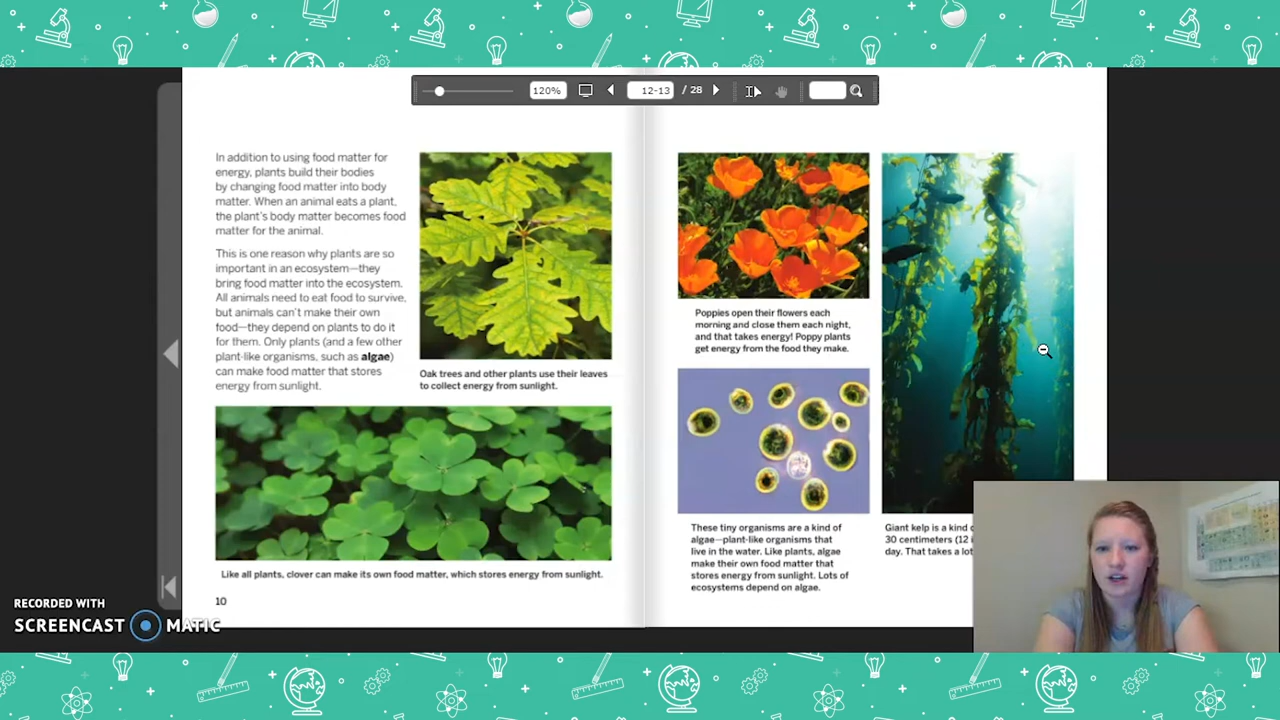 120%
12-13 / 28
In addition to using food matter for
energy, plants build their bodies
by changing food matter into body
matter. When an animal eats a plant,
the plant's body matter becomes food
matter for the animal.
This is one reason why plants are so
important in an ecosystem—they
bring food matter into the ecosystem.
All animals need to eat food to survive,
but animals can't make their own
food—they depend on plants to do it
for them. Only plants (and a few other
plant-like organisms, such as algae)
can make food matter that stores
energy from sunlight.
Oak trees and other plants use their leaves
to collect energy from sunlight.
Like all plants, clover can make its own food matter, which stores energy from sunlight.
10
Poppies open their flowers each
morning and close them each night,
and that takes energy! Poppy plants
get energy from the food they make.
These tiny organisms are a kind of
algae—plant-like organisms that
live in the water. Like plants, algae
make their own food matter that
stores energy from sunlight. Lots of
ecosystems depend on algae.
Giant kelp is a kind
30 centimeters (12
day. That takes a lot
RECORDED WITH
SCREENCAST MATIC